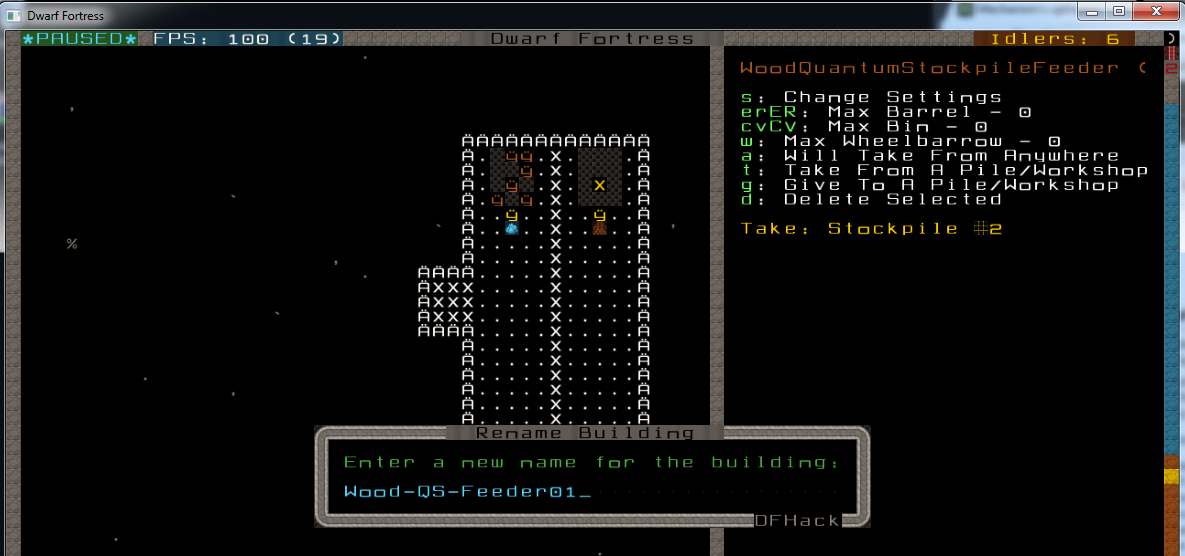 Dwarf Fortress
*PAUSED* FPS: 100 (19) Dwarf Fortress Idlers: 6
WoodQuantumStockpileFeeder (
s: Change Settings
erER: Max Barrel - 0
cvCV: Max Bin - 0
w: Max Wheelbarrow - 0
a: Will Take From Anywhere
t: Take From A Pile/Workshop
g: Give To A Pile/Workshop
d: Delete Selected
Take: Stockpile #2
Rename Building
Enter a new name for the building:
Wood-QS-Feeder01_
DFHack